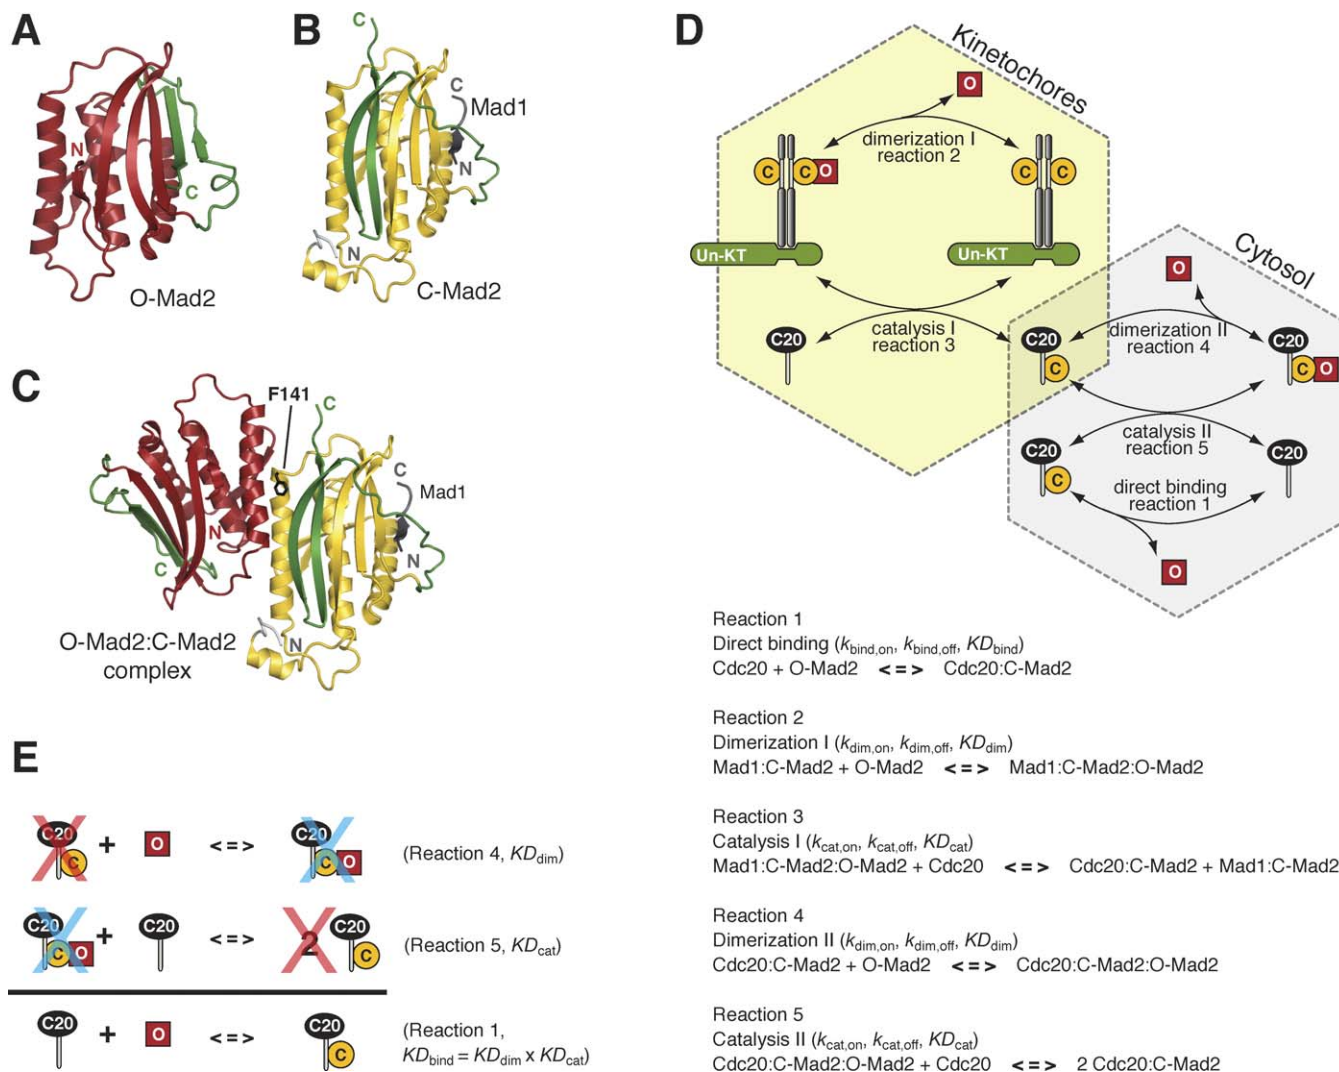 A
N
C
O-Mad2
B
C
C
Mad1
N
N
C-Mad2
C
F141
C
Mad1
N
N
C
N
O-Mad2:C-Mad2
complex
D
Kinetochores
O
dimerization I
reaction 2
C
C
O
C
C
Un-KT
Un-KT
catalysis I
reaction 3
C20
Cytosol
O
C20
C
dimerization II
reaction 4
C20
C
O
catalysis II
reaction 5
C20
C
C20
direct binding
reaction 1
O
Reaction 1
Direct binding (kbind,on, kbind,off, KDbind)
Cdc20 + O-Mad2 <=> Cdc20:C-Mad2
Reaction 2
Dimerization I (kdim,on, kdim,off, KDdim)
Mad1:C-Mad2 + O-Mad2 <=> Mad1:C-Mad2:O-Mad2
Reaction 3
Catalysis I (kcat,on, kcat,off, KDcat)
Mad1:C-Mad2:O-Mad2 + Cdc20 <=> Cdc20:C-Mad2 + Mad1:C-Mad2
Reaction 4
Dimerization II (kdim,on, kdim,off, KDdim)
Cdc20:C-Mad2 + O-Mad2 <=> Cdc20:C-Mad2:O-Mad2
Reaction 5
Catalysis II (kcat,on, kcat,off, KDcat)
Cdc20:C-Mad2:O-Mad2 + Cdc20 <=> 2 Cdc20:C-Mad2
E
C20 C + O <=> C20 C O (Reaction 4, KDdim)
C20 C O + C20 <=> 2 C20 C (Reaction 5, KDcat)
C20 + O <=> C20 C (Reaction 1,
KDbind = KDdim x KDcat)